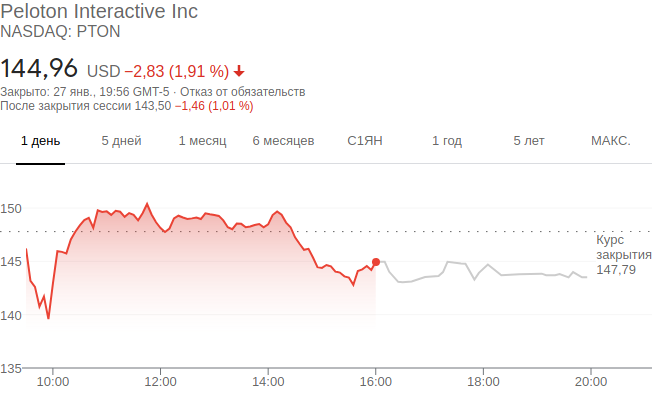 Peloton Interactive Inc
NASDAQ: PTON
144,96 USD −2,83 (1,91 %)
Закрыто: 27 янв., 19:56 GMT-5 · Отказ от обязательств
После закрытия сессии 143,50 −1,46 (1,01 %)
1 день 5 дней 1 месяц 6 месяцев С1ЯН 1 год 5 лет МАКС.
150
Курс
закрытия
147,79
145
140
135
10:00 12:00 14:00 16:00 18:00 20:00